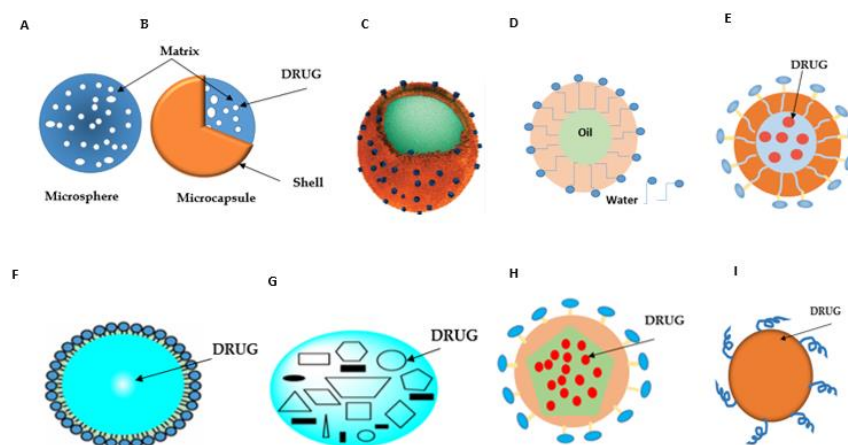 A
B
C
D
E
Matrix
DRUG
Shell
Microsphere
Microcapsule
Oil
Water
DRUG
F
G
H
I
DRUG
DRUG
DRUG
DRUG